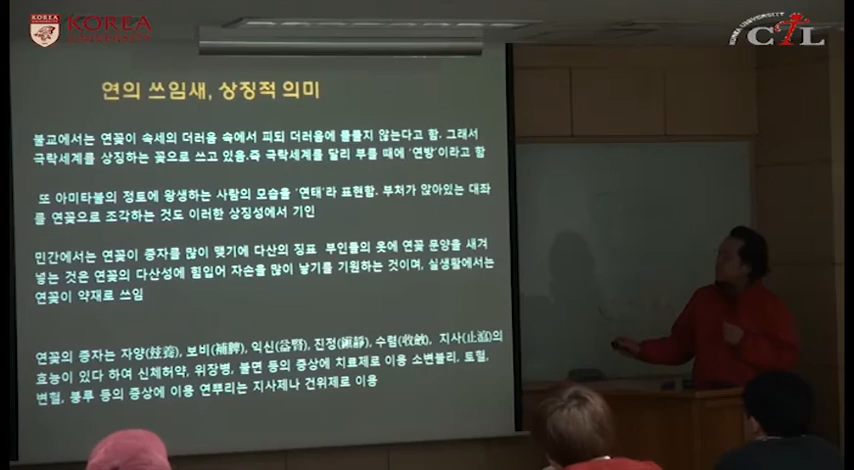 KOREA
UNIVERSITY
KOREA UNIVERSITY
CTL
연의 쓰임새, 상징적 의미
불교에서는 연꽃이 속세의 더러움 속에서 피되 더러움에 물들지 않는다고 함. 그래서
극락세계를 상징하는 꽃으로 쓰고 있음.즉 극락세계를 달리 부를 때에 '연방'이라고 함
또 아미타불의 정토에 왕생하는 사람의 모습을 '연태'라 표현함. 부처가 앉아있는 대좌
를 연꽃으로 조각하는 것도 이러한 상징성에서 기인
민간에서는 연꽃이 종자를 많이 맺기에 다산의 징표 부인들의 옷에 연꽃 문양을 새겨
넣는 것은 연꽃의 다산성에 힘입어 자손을 많이 낳기를 기원하는 것이며, 실생활에서는
연꽃이 약재로 쓰임
연꽃의 종자는 자양(滋養), 보비(補脾), 익신(益腎), 진정(鎭靜), 수렴(收斂), 지사(止瀉)의
효능이 있다 하여 신체허약, 위장병, 불면 등의 증상에 치료제로 이용 소변불리, 토혈,
변혈, 붕루 등의 증상에 이용 연뿌리는 지사제나 건위제로 이용